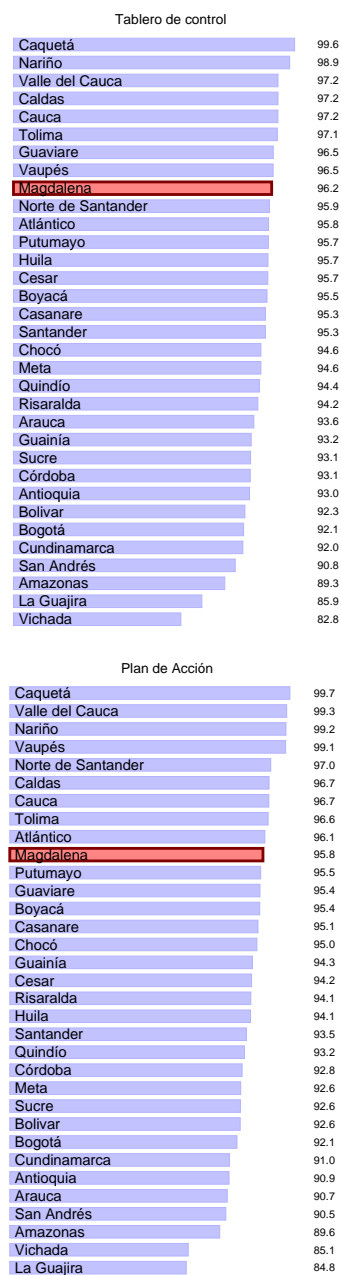 Tablero de control
Caquetá 99.6
Nariño 98.9
Valle del Cauca 97.2
Caldas 97.2
Cauca 97.2
Tolima 97.1
Guaviare 96.5
Vaupés 96.5
Magdalena 96.2
Norte de Santander 95.9
Atlántico 95.8
Putumayo 95.7
Huila 95.7
Cesar 95.7
Boyacá 95.5
Casanare 95.3
Santander 95.3
Chocó 94.6
Meta 94.6
Quindío 94.4
Risaralda 94.2
Arauca 93.6
Guainía 93.2
Sucre 93.1
Córdoba 93.1
Antioquia 93.0
Bolivar 92.3
Bogotá 92.1
Cundinamarca 92.0
San Andrés 90.8
Amazonas 89.3
La Guajira 85.9
Vichada 82.8
Plan de Acción
Caquetá 99.7
Valle del Cauca 99.3
Nariño 99.2
Vaupés 99.1
Norte de Santander 97.0
Caldas 96.7
Cauca 96.7
Tolima 96.6
Atlántico 96.1
Magdalena 95.8
Putumayo 95.5
Guaviare 95.4
Boyacá 95.4
Casanare 95.1
Chocó 95.0
Guainía 94.3
Cesar 94.2
Risaralda 94.1
Huila 94.1
Santander 93.5
Quindío 93.2
Córdoba 92.8
Meta 92.6
Sucre 92.6
Bolivar 92.6
Bogotá 92.1
Cundinamarca 91.0
Antioquia 90.9
Arauca 90.7
San Andrés 90.5
Amazonas 89.6
Vichada 85.1
La Guajira 84.8